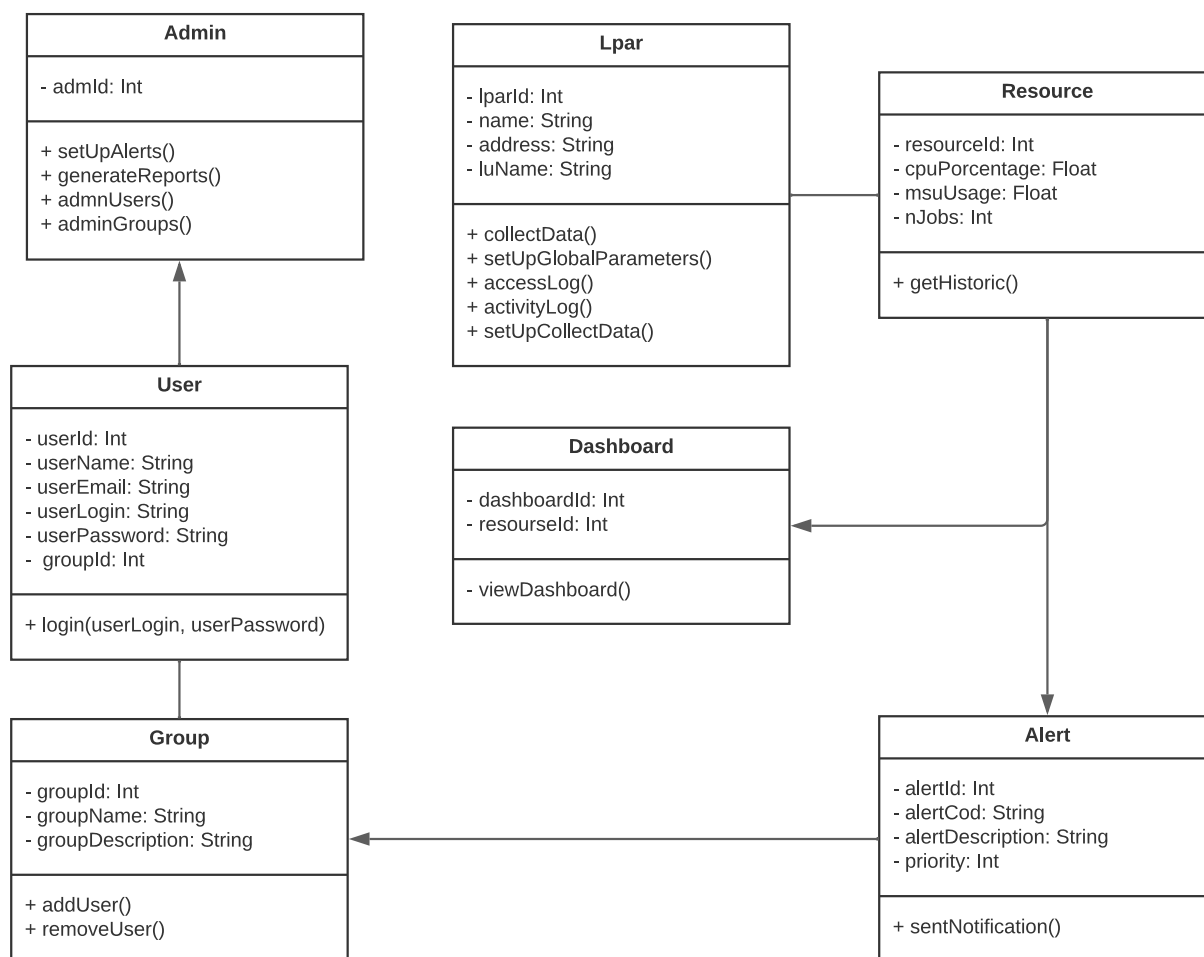 Admin
- admId: Int
+ setUpAlerts()
+ generateReports()
+ admnUsers()
+ adminGroups()
Lpar
- lparId: Int
- name: String
- address: String
- luName: String
+ collectData()
+ setUpGlobalParameters()
+ accessLog()
+ activityLog()
+ setUpCollectData()
Resource
- resourceId: Int
- cpuPorcentage: Float
- msuUsage: Float
- nJobs: Int
+ getHistoric()
User
- userId: Int
- userName: String
- userEmail: String
- userLogin: String
- userPassword: String
- groupId: Int
+ login(userLogin, userPassword)
Dashboard
- dashboardId: Int
- resourseId: Int
- viewDashboard()
Group
- groupId: Int
- groupName: String
- groupDescription: String
+ addUser()
+ removeUser()
Alert
- alertId: Int
- alertCod: String
- alertDescription: String
- priority: Int
+ sentNotification()